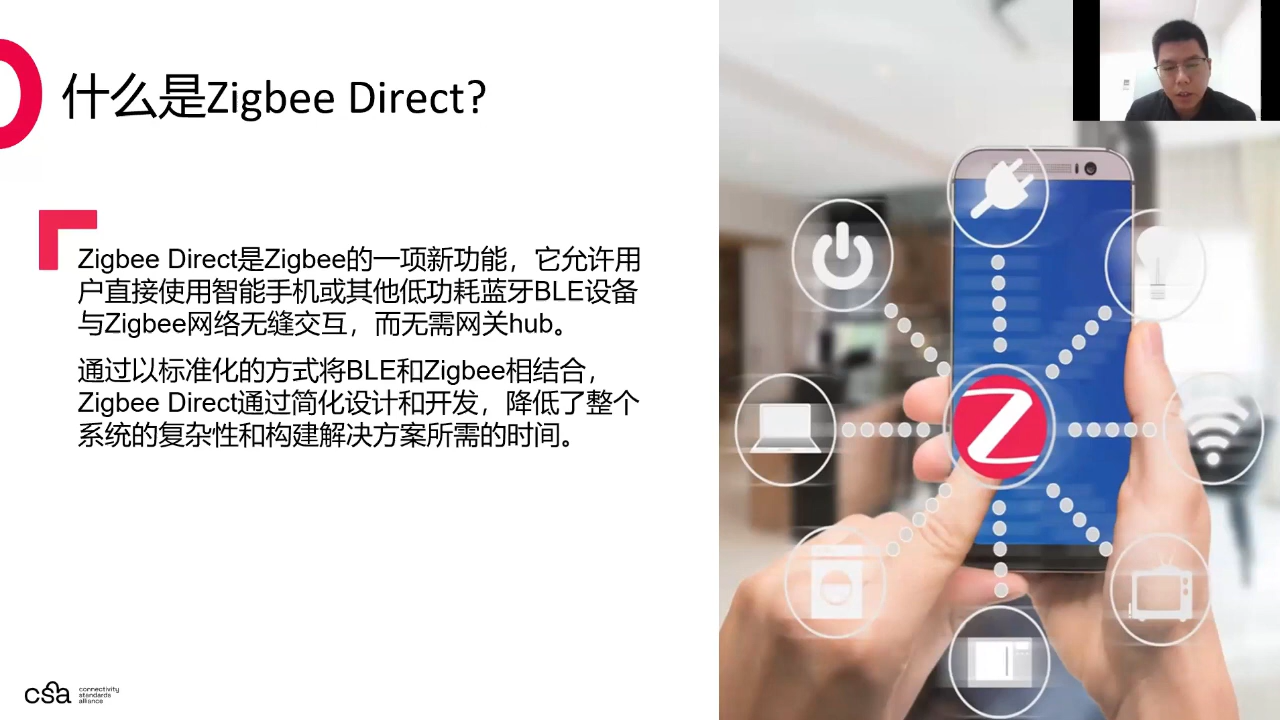 什么是Zigbee Direct?
Zigbee Direct是Zigbee的一项新功能，它允许用
户直接使用智能手机或其他低功耗蓝牙BLE设备
与Zigbee网络无缝交互，而无需网关hub。
通过以标准化的方式将BLE和Zigbee相结合，
Zigbee Direct通过简化设计和开发，降低了整个
系统的复杂性和构建解决方案所需的时间。
csa
connectivity
standards
alliance